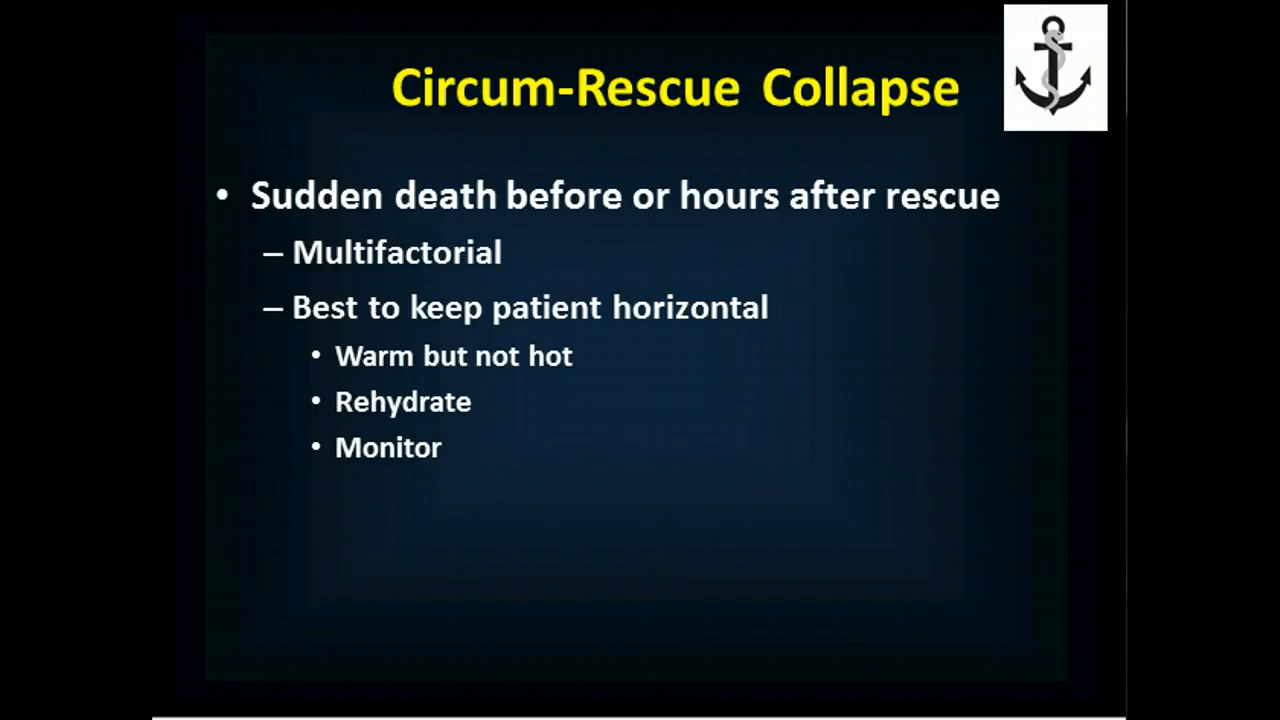 Circum-Rescue Collapse
• Sudden death before or hours after rescue
– Multifactorial
– Best to keep patient horizontal
• Warm but not hot
• Rehydrate
• Monitor